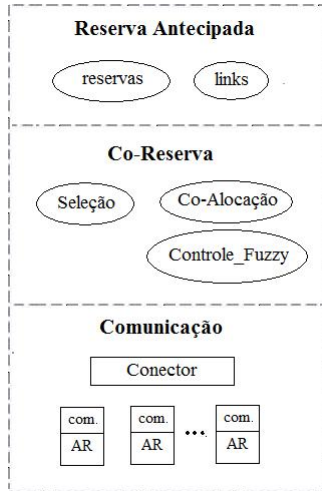 Reserva Antecipada
reservas links
Co-Reserva
Seleção Co-Alocação
Controle_Fuzzy
Comunicação
Conector
com. com. com.
AR AR ... AR